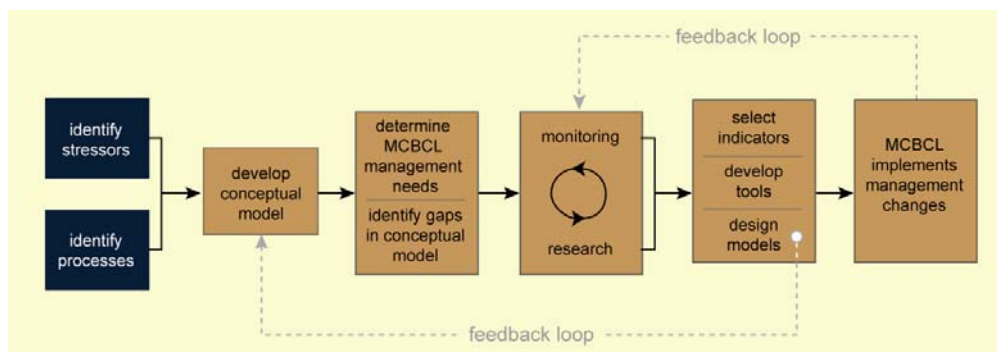 feedback loop
identify
stressors
identify
processes
develop
conceptual
model
determine
MCBCL
management
needs
identify gaps
in conceptual
model
monitoring
research
select
indicators
develop
tools
design
models
MCBCL
implements
management
changes
feedback loop